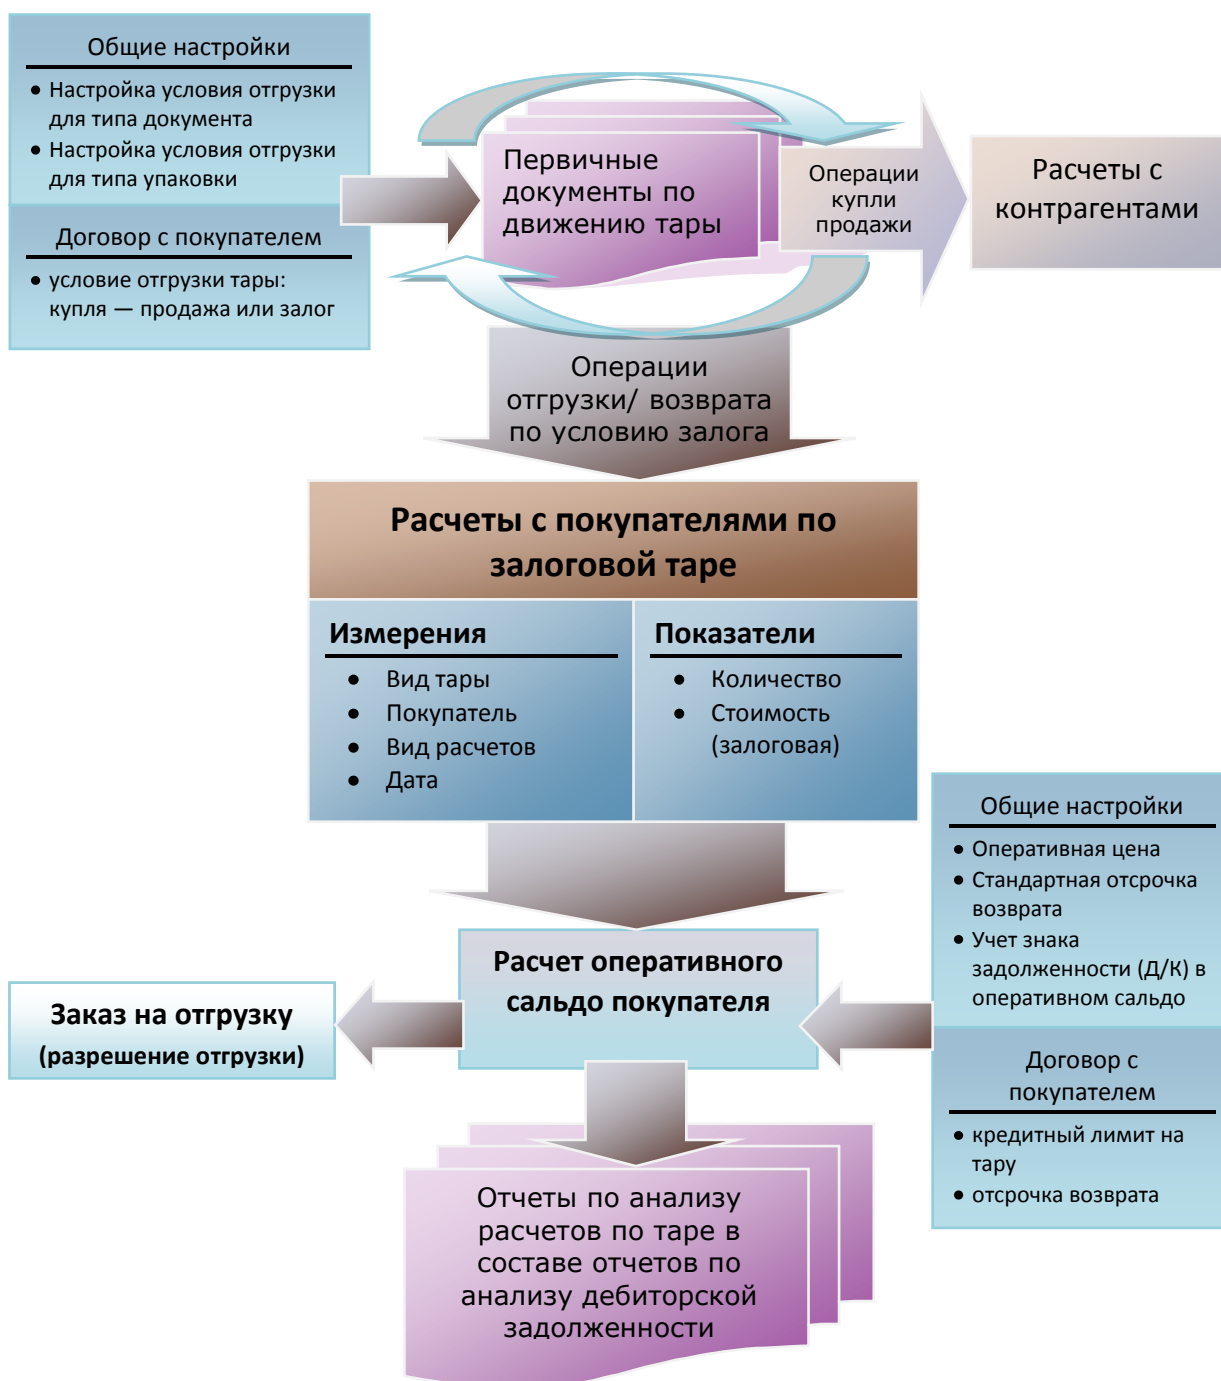 Общие настройки
• Настройка условия отгрузки
для типа документа
• Настройка условия отгрузки
для типа упаковки
Договор с покупателем
• условие отгрузки тары:
купля — продажа или залог
Первичные
документы по
движению тары
Операции
купли
продажи
Расчеты с
контрагентами
Операции
отгрузки/ возврата
по условию залога
Расчеты с покупателями по
залоговой таре
Измерения
• Вид тары
• Покупатель
• Вид расчетов
• Дата
Показатели
• Количество
• Стоимость
(залоговая)
Общие настройки
• Оперативная цена
• Стандартная отсрочка
возврата
• Учет знака
задолженности (Д/К) в
оперативном сальдо
Договор с
покупателем
• кредитный лимит на
тару
• отсрочка возврата
Расчет оперативного
сальдо покупателя
Заказ на отгрузку
(разрешение отгрузки)
Отчеты по анализу
расчетов по таре в
составе отчетов по
анализу дебиторской
задолженности